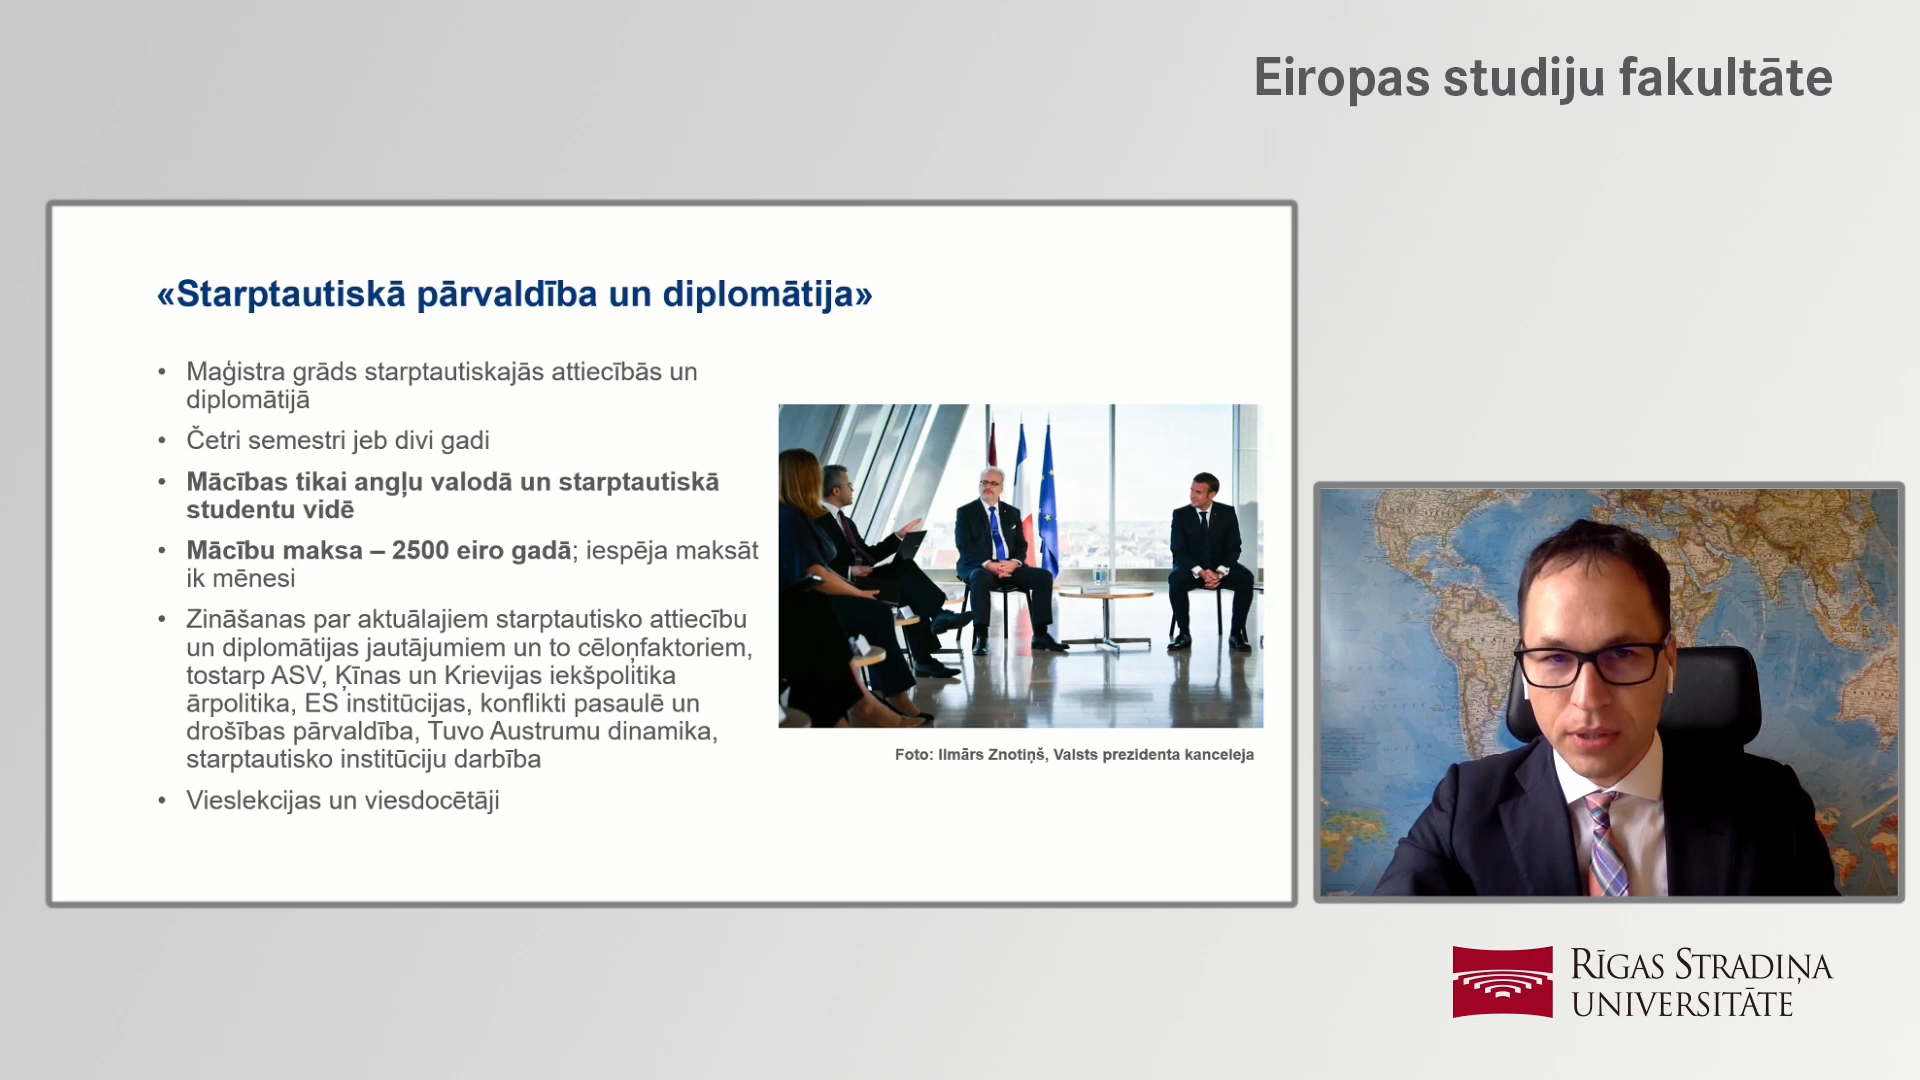 Eiropas studiju fakultāte
«Starptautiskā pārvaldība un diplomātija»
• Maģistra grāds starptautiskajās attiecībās un
diplomātijā
• Četri semestri jeb divi gadi
• Mācības tikai angļu valodā un starptautiskā
studentu vidē
• Mācību maksa – 2500 eiro gadā; iespēja maksāt
ik mēnesi
• Zināšanas par aktuālajiem starptautisko attiecību
un diplomātijas jautājumiem un to cēloņfaktoriem,
tostarp ASV, Ķīnas un Krievijas iekšpolitika
ārpolitika, ES institūcijas, konflikti pasaulē un
drošības pārvaldība, Tuvo Austrumu dinamika,
starptautisko institūciju darbība
• Vieslekcijas un viesdocētāji
Foto: Ilmārs Znotiņš, Valsts prezidenta kanceleja
RĪGAS STRADIŅA
UNIVERSITĀTE